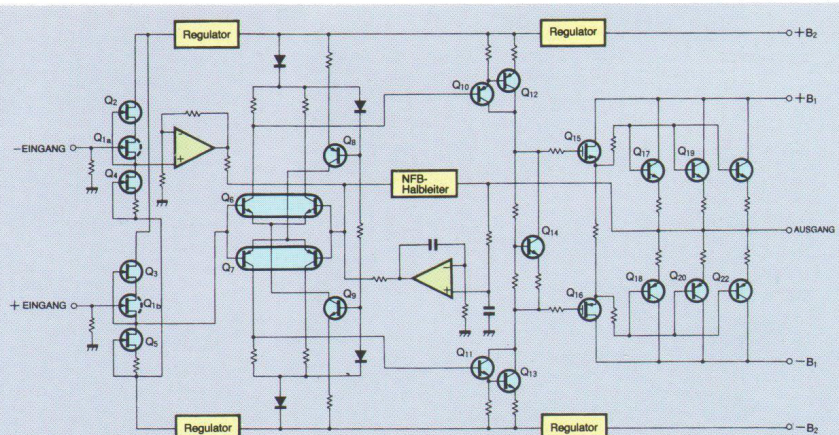 Regulator
Regulator
+B2
Q2
Q1a
Q4
−EINGANG
Q10
Q12
+B1
Q8
Q15
Q17
Q19
NFB-
Halbleiter
Q6
Q7
Q14
AUSGANG
Q3
Q1b
Q5
+ EINGANG
Q9
Q16
Q18
Q20
Q22
Q11
Q13
−B1
Regulator
Regulator
−B2